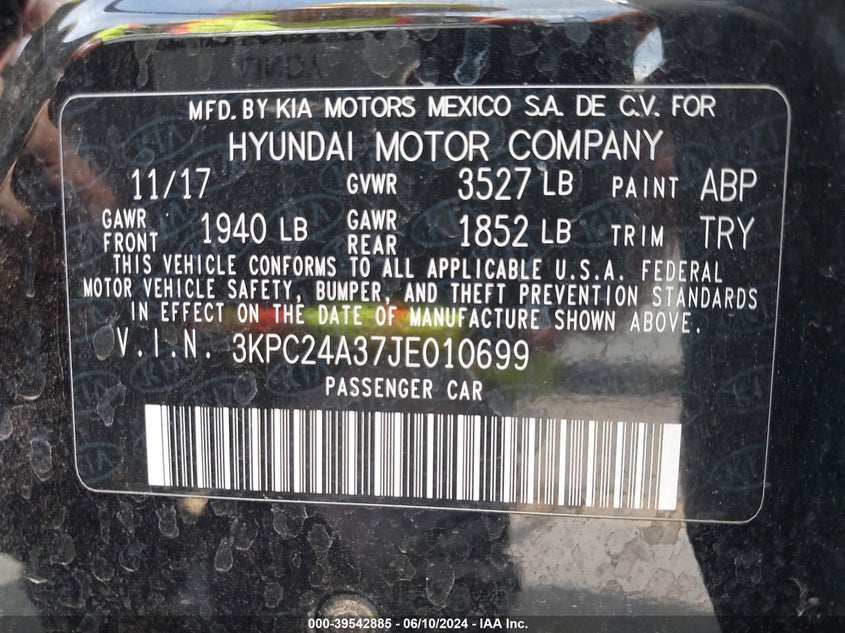 MFD. BY KIA MOTORS MEXICO S.A. DE C.V. FOR
HYUNDAI MOTOR COMPANY
11/17 GVWR 3527 LB PAINT ABP
GAWR FRONT 1940 LB GAWR REAR 1852 LB TRIM TRY
THIS VEHICLE CONFORMS TO ALL APPLICABLE U.S.A. FEDERAL
MOTOR VEHICLE SAFETY, BUMPER, AND THEFT PREVENTION STANDARDS
IN EFFECT ON THE DATE OF MANUFACTURE SHOWN ABOVE.
V.I.N. 3KPC24A37JE010699
PASSENGER CAR
000-39542885 - 06/10/2024 - IAA Inc.